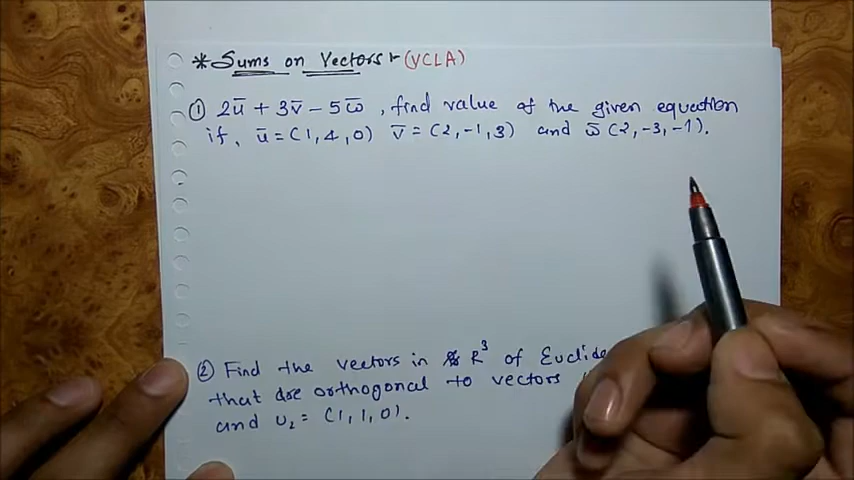 * Sums on Vectors :- (VCLA)
① 2ū + 3v̄ - 5w̄ , find value of the given equation
if, ū = (1, 4, 0) v̄ = (2, -1, 3) and w̄ (2, -3, -1).
② Find the vectors in R³ of
that are orthogonal to vectors
and u₂ = (1, 1, 0).